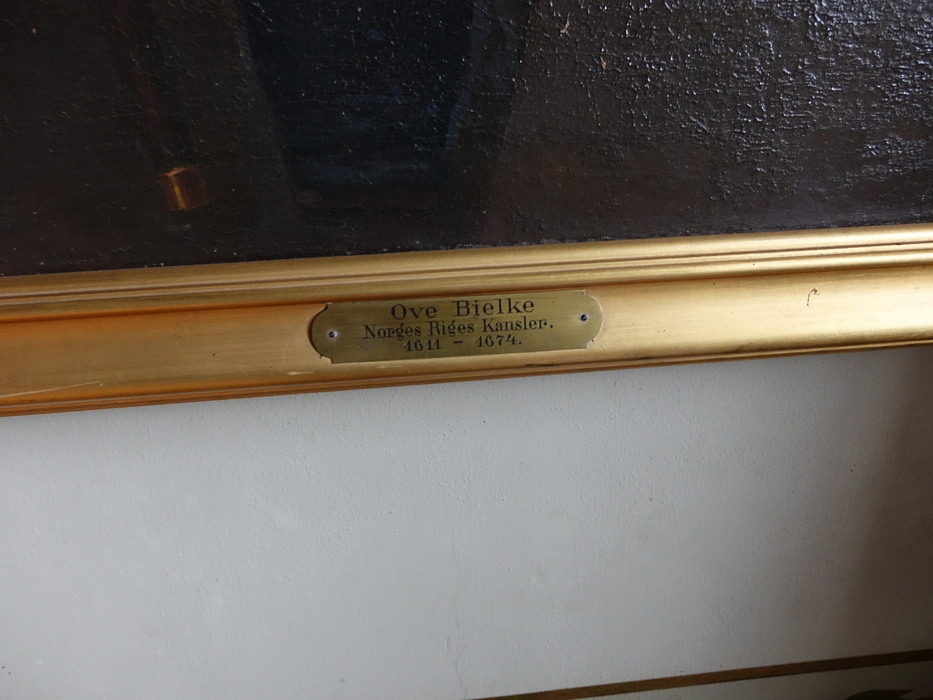 Ove Bielke
Norges Riges Kansler.
1611 - 1674.